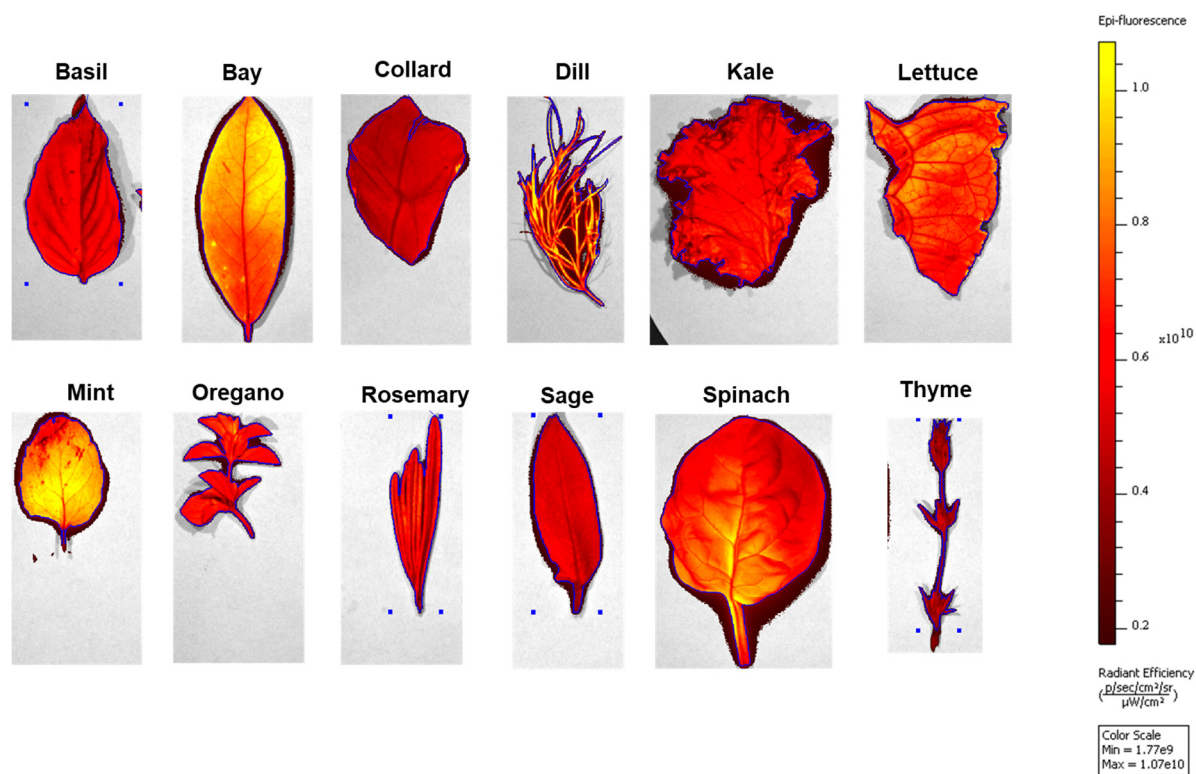 Epi-fluorescence
Basil
Bay
Collard
Dill
Kale
Lettuce
1.0
0.8
0.6
x10^10
0.4
0.2
Mint
Oregano
Rosemary
Sage
Spinach
Thyme
Radiant Efficiency
(p/sec/cm²/sr
μW/cm²)
Color Scale
Min = 1.77e9
Max = 1.07e10